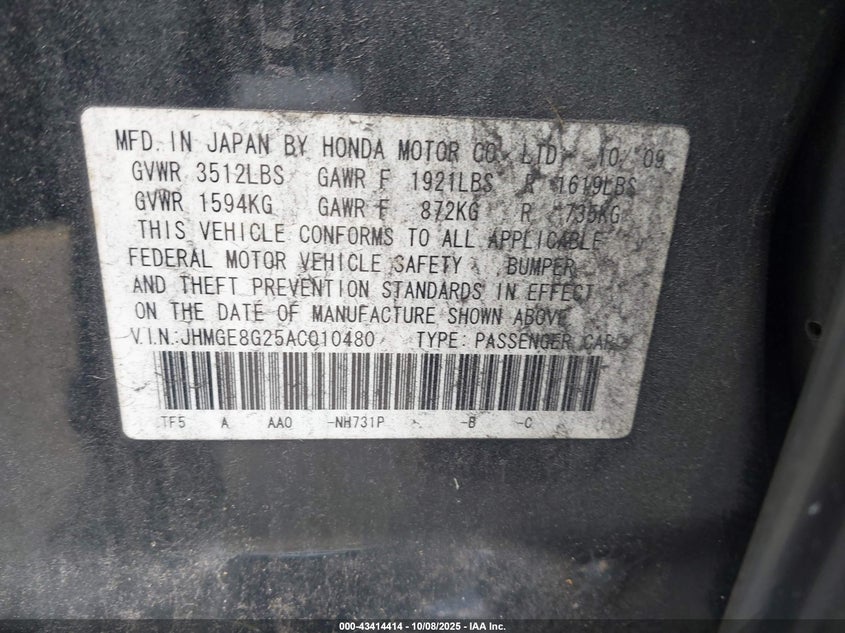 MFD. IN JAPAN BY HONDA MOTOR CO., LTD. 10/09
GVWR 3512LBS GAWR F 1921LBS R 1619LBS
GVWR 1594KG GAWR F 872KG R 735KG
THIS VEHICLE CONFORMS TO ALL APPLICABLE
FEDERAL MOTOR VEHICLE SAFETY, BUMPER,
AND THEFT PREVENTION STANDARDS IN EFFECT
ON THE DATE OF MANUFACTURE SHOWN ABOVE.
V.I.N.:JHMGE8G25AC010480 TYPE: PASSENGER CAR
TF5 A AAO -NH731P -B -C
000-43414414 - 10/08/2025 - IAA Inc.